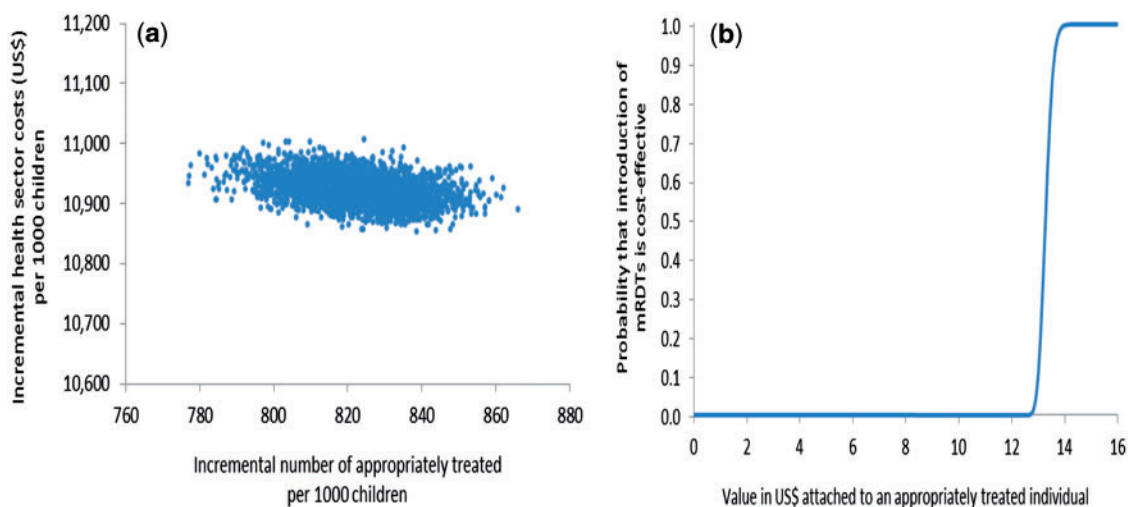 (a)
Incremental health sector costs (US$)
per 1000 children
11,200
11,100
11,000
10,900
10,800
10,700
10,600
760 780 800 820 840 860 880
Incremental number of appropriately treated
per 1000 children
(b)
Probability that introduction of
mRDTs is cost-effective
1.0
0.9
0.8
0.7
0.6
0.5
0.4
0.3
0.2
0.1
0.0
0 2 4 6 8 10 12 14 16
Value in US$ attached to an appropriately treated individual